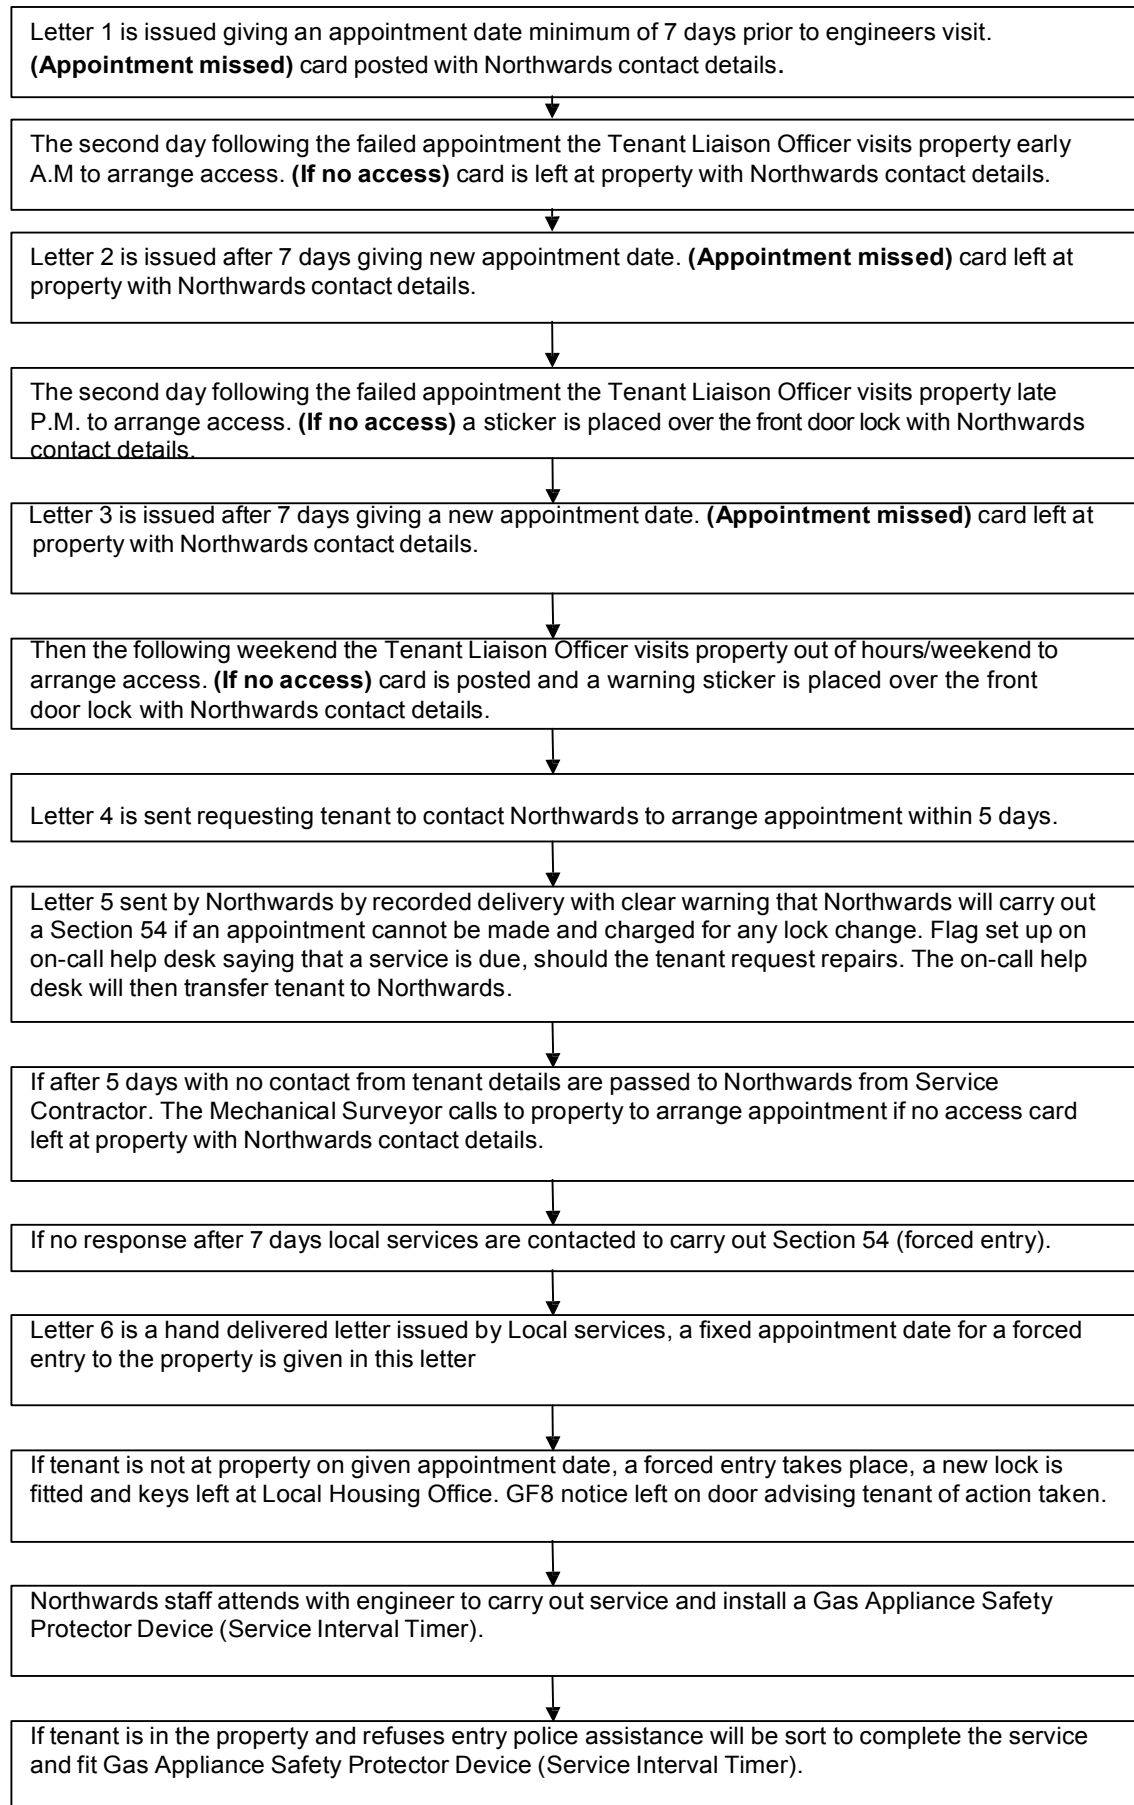 Letter 1 is issued giving an appointment date minimum of 7 days prior to engineers visit.
(Appointment missed) card posted with Northwards contact details.
The second day following the failed appointment the Tenant Liaison Officer visits property early
A.M to arrange access. (If no access) card is left at property with Northwards contact details.
Letter 2 is issued after 7 days giving new appointment date. (Appointment missed) card left at
property with Northwards contact details.
The second day following the failed appointment the Tenant Liaison Officer visits property late
P.M. to arrange access. (If no access) a sticker is placed over the front door lock with Northwards
contact details.
Letter 3 is issued after 7 days giving a new appointment date. (Appointment missed) card left at
property with Northwards contact details.
Then the following weekend the Tenant Liaison Officer visits property out of hours/weekend to
arrange access. (If no access) card is posted and a warning sticker is placed over the front
door lock with Northwards contact details.
Letter 4 is sent requesting tenant to contact Northwards to arrange appointment within 5 days.
Letter 5 sent by Northwards by recorded delivery with clear warning that Northwards will carry out
a Section 54 if an appointment cannot be made and charged for any lock change. Flag set up on
on-call help desk saying that a service is due, should the tenant request repairs. The on-call help
desk will then transfer tenant to Northwards.
If after 5 days with no contact from tenant details are passed to Northwards from Service
Contractor. The Mechanical Surveyor calls to property to arrange appointment if no access card
left at property with Northwards contact details.
If no response after 7 days local services are contacted to carry out Section 54 (forced entry).
Letter 6 is a hand delivered letter issued by Local services, a fixed appointment date for a forced
entry to the property is given in this letter
If tenant is not at property on given appointment date, a forced entry takes place, a new lock is
fitted and keys left at Local Housing Office. GF8 notice left on door advising tenant of action taken.
Northwards staff attends with engineer to carry out service and install a Gas Appliance Safety
Protector Device (Service Interval Timer).
If tenant is in the property and refuses entry police assistance will be sort to complete the service
and fit Gas Appliance Safety Protector Device (Service Interval Timer).